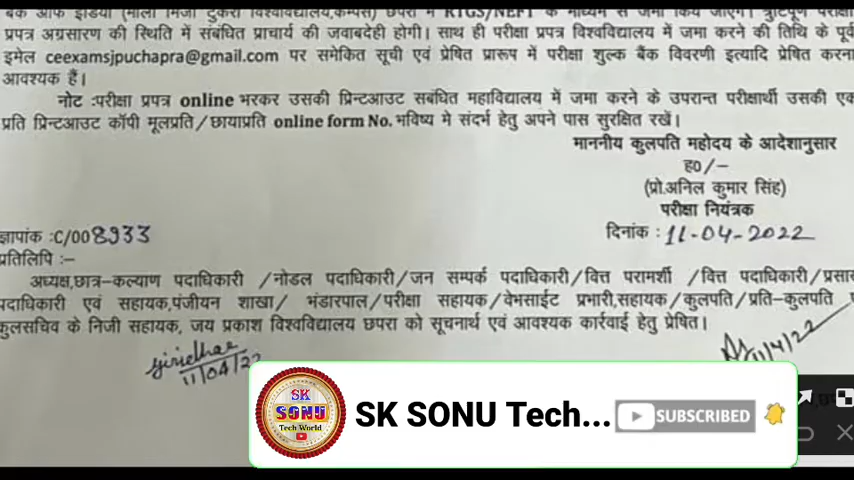 बैंक ऑफ इंडिया (मौला मिर्जा टुकरा विश्वविद्यालय,कैम्पस) छपरा में RTGS/NEFT के माध्यम से जमा किये जाएंगे। त्रुटिपूर्ण परीक्षा
प्रपत्र अग्रसारण की स्थिति में संबंधित प्राचार्य की जवाबदेही होगी। साथ ही परीक्षा प्रपत्र विश्वविद्यालय में जमा करने की तिथि के पूर्व
इमेल ceexamsjpuchapra@gmail.com पर समेकित सूची एवं प्रेषित प्रारूप में परीक्षा शुल्क बैंक विवरणी इत्यादि प्रेषित करना
आवश्यक हैं।
नोट :परीक्षा प्रपत्र online भरकर उसकी प्रिन्टआउट सबंधित महाविद्यालय में जमा करने के उपरान्त परीक्षार्थी उसकी एक
प्रति प्रिन्टआउट कॉपी मूलप्रति/छायाप्रति online form No. भविष्य मे संदर्भ हेतु अपने पास सुरक्षित रखें।
माननीय कुलपति महोदय के आदेशानुसार
ह0/-
(प्रो.अनिल कुमार सिंह)
परीक्षा नियंत्रक
ज्ञापांक :C/008933
दिनांक : 11-04-2022
प्रतिलिपि :-
अध्यक्ष,छात्र-कल्याण पदाधिकारी /नोडल पदाधिकारी/जन सम्पर्क पदाधिकारी/वित्त परामर्शी /वित्त पदाधिकारी/प्रसार
पदाधिकारी एवं सहायक,पंजीयन शाखा/ भंडारपाल/परीक्षा सहायक/वेभसाईट प्रभारी,सहायक/कुलपति/प्रति-कुलपति
कुलसचिव के निजी सहायक, जय प्रकाश विश्वविद्यालय छपरा को सूचनार्थ एवं आवश्यक कार्रवाई हेतु प्रेषित।
11/04/22
11/4/22
SK
SONU
Tech World
SK SONU Tech...
SUBSCRIBED